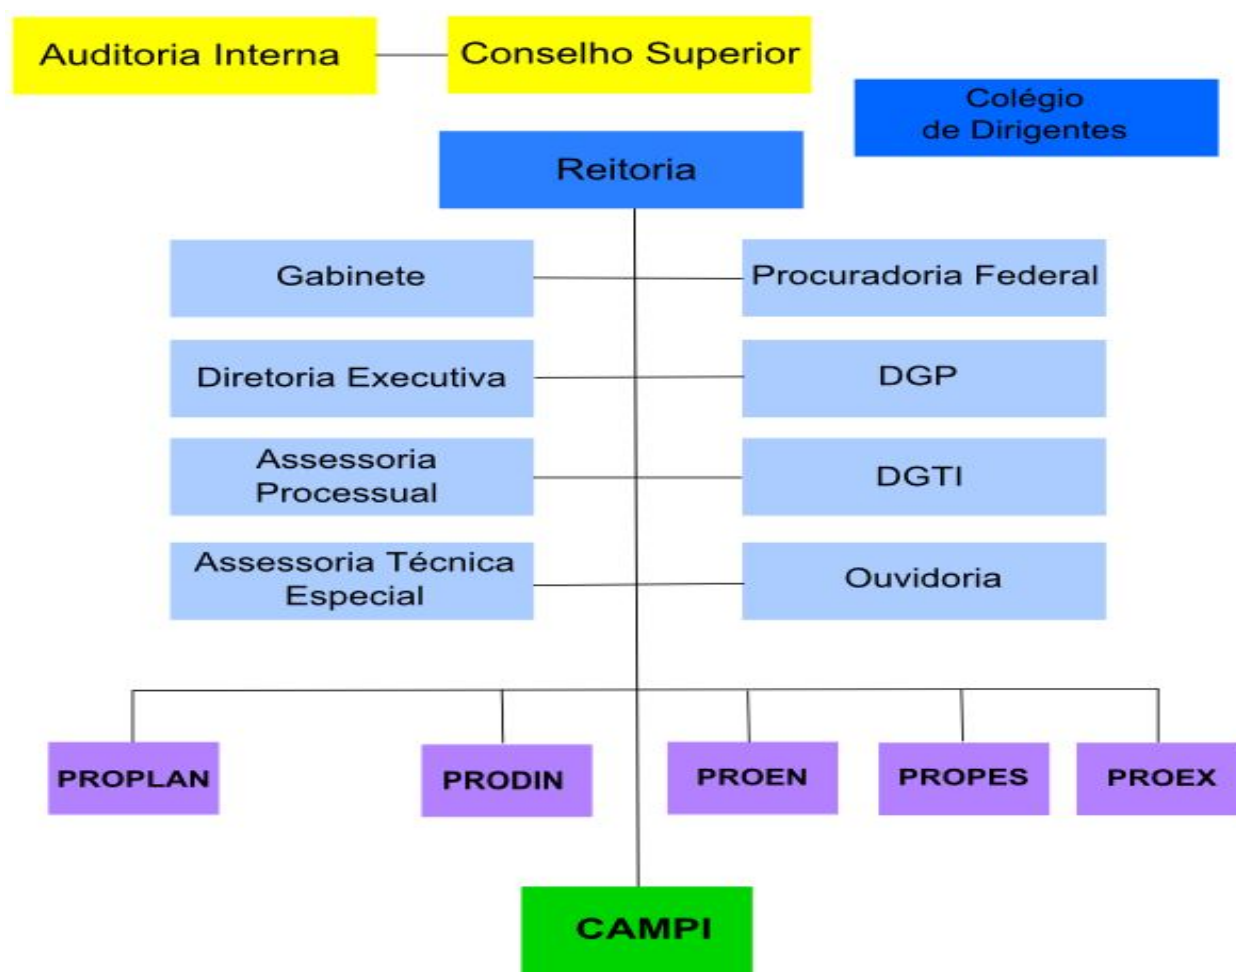 Auditoria Interna
Conselho Superior
Colégio
de Dirigentes
Reitoria
Gabinete
Procuradoria Federal
Diretoria Executiva
DGP
Assessoria
Processual
DGTI
Assessoria Técnica
Especial
Ouvidoria
PROPLAN
PRODIN
PROEN
PROPES
PROEX
CAMPI